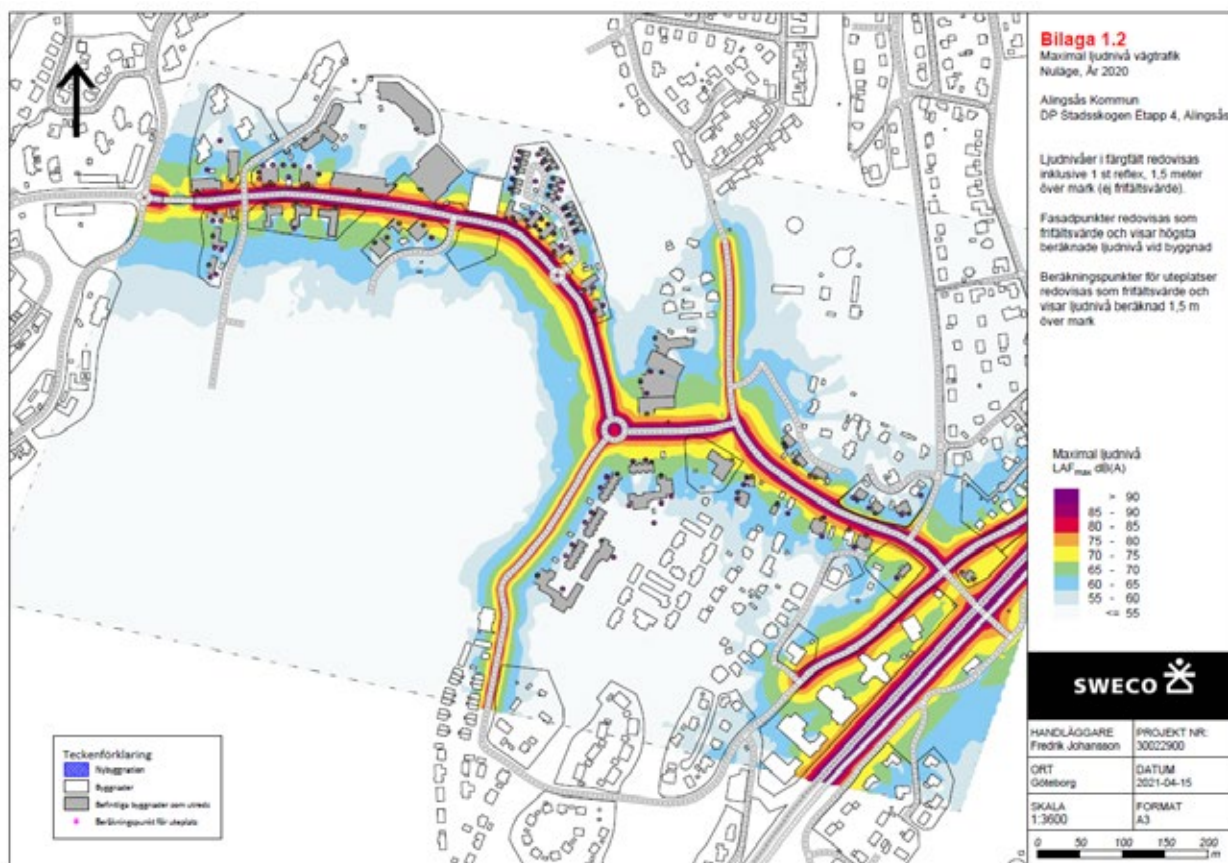 Bilaga 1.2
Maximal ljudnivå vägtrafik
Nuläge, År 2020
Alingsås Kommun
DP Stadsskogen Etapp 4, Alingsås
Ljudnivåer i färgfält redovisas
inklusive 1 st reflex, 1,5 meter
över mark (ej frifältsvärde).
Fasadpunkter redovisas som
frifältsvärde och visar högsta
beräknade ljudnivå vid byggnad
Beräkningspunkter för uteplatser
redovisas som frifältsvärde och
visar ljudnivå beräknad 1,5 m
över mark
Maximal ljudnivå
LAFmax dB(A)
> 90
85 - 90
80 - 85
75 - 80
70 - 75
65 - 70
60 - 65
55 - 60
<= 55
SWECO
HANDLÄGGARE
Fredrik Johansson
PROJEKT NR:
30022900
ORT
Göteborg
DATUM
2021-04-15
SKALA
1:3600
FORMAT
A3
0 50 100 150 200
m
Teckenförklaring
Nybyggnation
Byggnader
Befintliga byggnader som utreds
Beräkningspunkt för uteplats